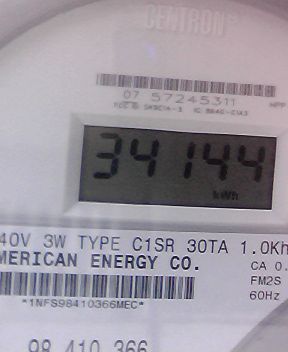 CENTRON®
07 57245311
34144
kWh
40V 3W TYPE C1SR 30TA 1.0Kh
MERICAN ENERGY CO.
CA 0.
FM2S
60Hz
*1NFS98410366MEC*
98 410 366